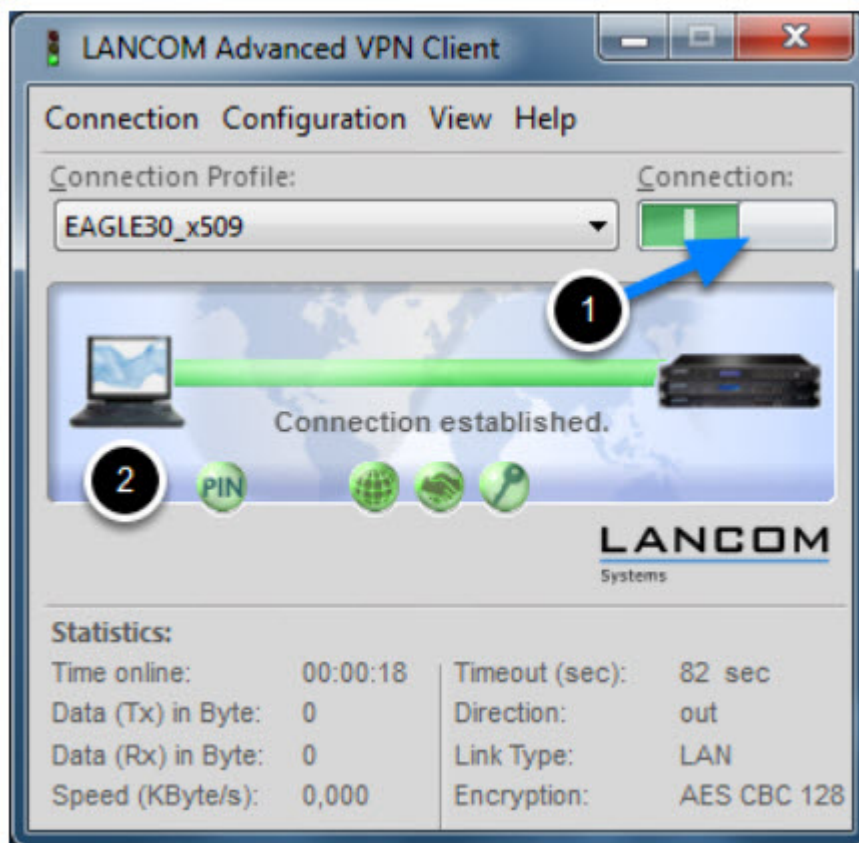 LANCOM Advanced VPN Client
Connection Configuration View Help
Connection Profile: Connection:
EAGLE30_x509
1
Connection established.
2 PIN
LANCOM
Systems
Statistics:
Time online: 00:00:18 Timeout (sec): 82 sec
Data (Tx) in Byte: 0 Direction: out
Data (Rx) in Byte: 0 Link Type: LAN
Speed (KByte/s): 0,000 Encryption: AES CBC 128